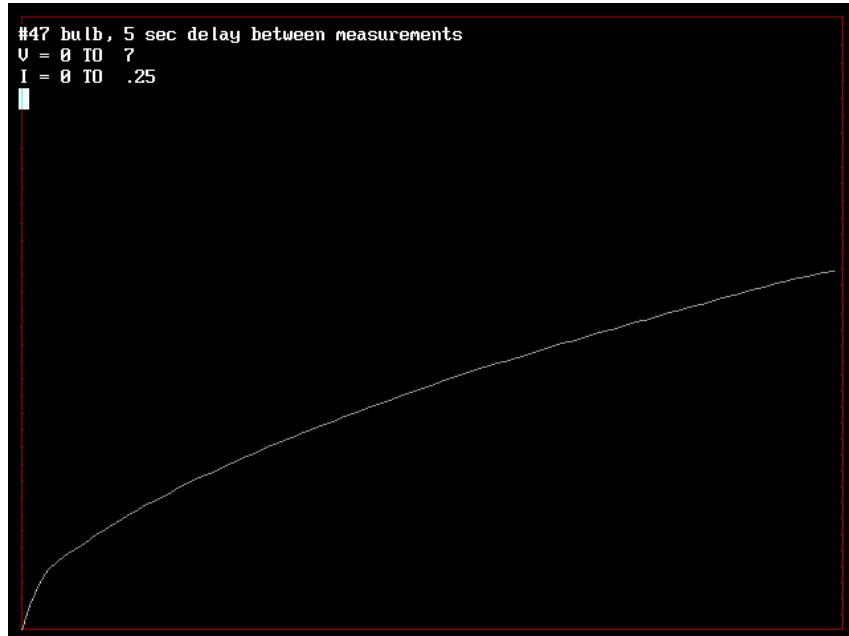 #47 bulb, 5 sec delay between measurements
V = 0 TO  7
I = 0 TO  .25